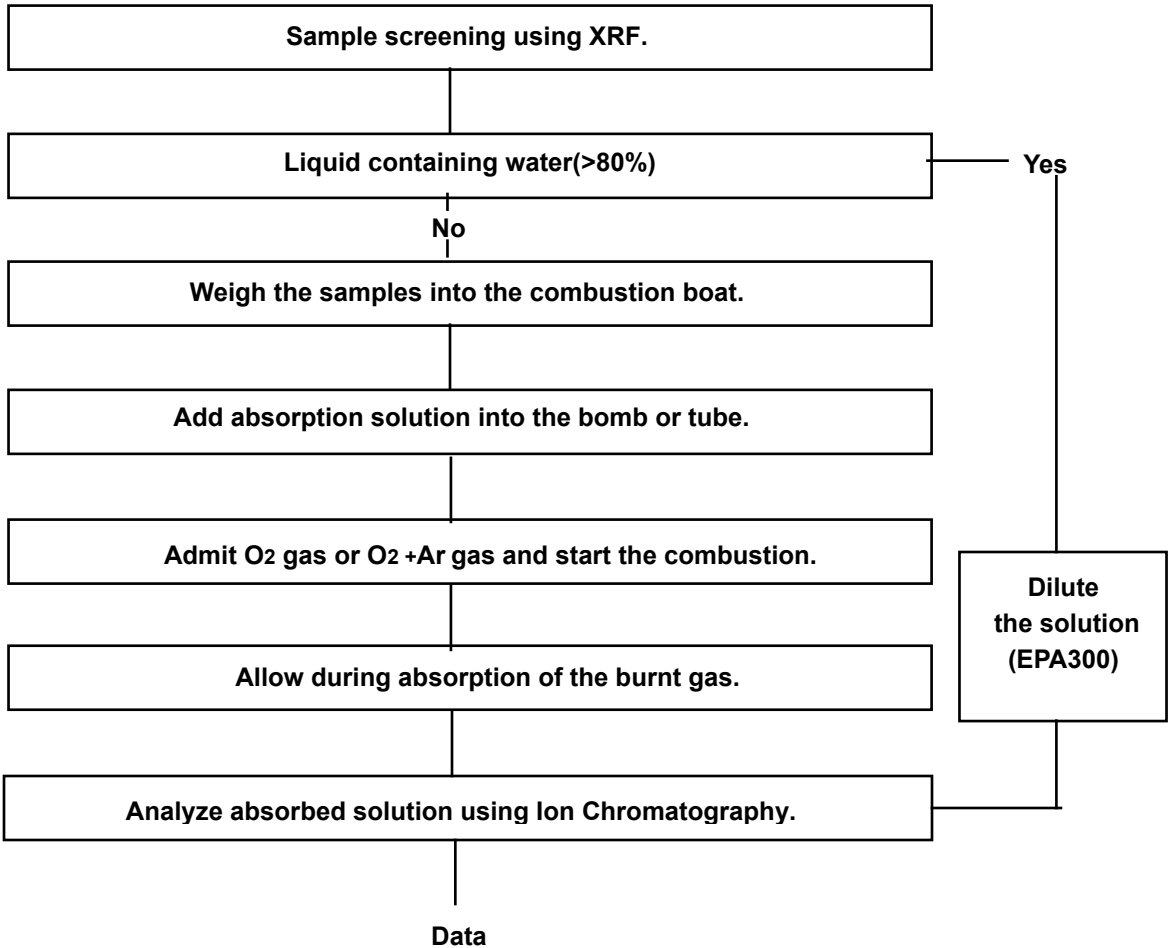 Sample screening using XRF.
Liquid containing water(>80%)
Yes
No
Weigh the samples into the combustion boat.
Add absorption solution into the bomb or tube.
Admit O2 gas or O2 +Ar gas and start the combustion.
Dilute
the solution
(EPA300)
Allow during absorption of the burnt gas.
Analyze absorbed solution using Ion Chromatography.
Data